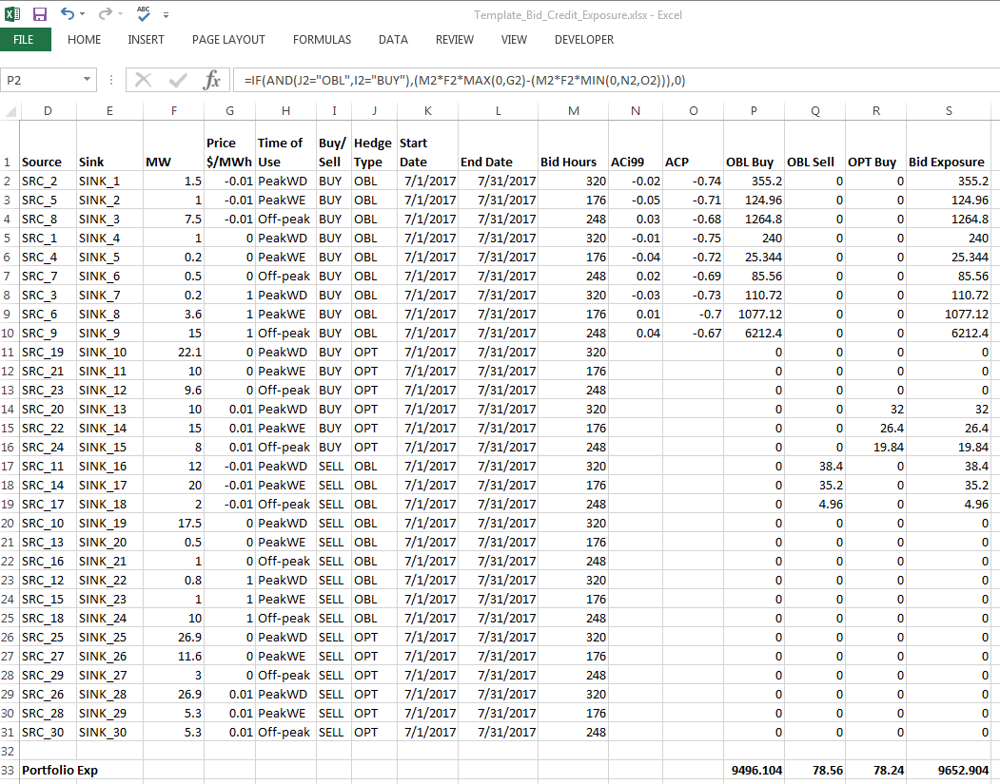 ABC
Template_Bid_Credit_Exposure.xlsx - Excel
FILE HOME INSERT PAGE LAYOUT FORMULAS DATA REVIEW VIEW DEVELOPER
P2 fx =IF(AND(J2="OBL",I2="BUY"),(M2*F2*MAX(0,G2)-(M2*F2*MIN(0,N2,O2))),0)
D E F G H I J K L M N O P Q R S
Price Time of Buy/ Hedge Start
1 Source Sink MW $/MWh Use Sell Type Date End Date Bid Hours ACi99 ACP OBL Buy OBL Sell OPT Buy Bid Exposure
2 SRC_2 SINK_1 1.5 -0.01 PeakWD BUY OBL 7/1/2017 7/31/2017 320 -0.02 -0.74 355.2 0 0 355.2
3 SRC_5 SINK_2 1 -0.01 PeakWE BUY OBL 7/1/2017 7/31/2017 176 -0.05 -0.71 124.96 0 0 124.96
4 SRC_8 SINK_3 7.5 -0.01 Off-peak BUY OBL 7/1/2017 7/31/2017 248 0.03 -0.68 1264.8 0 0 1264.8
5 SRC_1 SINK_4 1 0 PeakWD BUY OBL 7/1/2017 7/31/2017 320 -0.01 -0.75 240 0 0 240
6 SRC_4 SINK_5 0.2 0 PeakWE BUY OBL 7/1/2017 7/31/2017 176 -0.04 -0.72 25.344 0 0 25.344
7 SRC_7 SINK_6 0.5 0 Off-peak BUY OBL 7/1/2017 7/31/2017 248 0.02 -0.69 85.56 0 0 85.56
8 SRC_3 SINK_7 0.2 1 PeakWD BUY OBL 7/1/2017 7/31/2017 320 -0.03 -0.73 110.72 0 0 110.72
9 SRC_6 SINK_8 3.6 1 PeakWE BUY OBL 7/1/2017 7/31/2017 176 0.01 -0.7 1077.12 0 0 1077.12
10 SRC_9 SINK_9 15 1 Off-peak BUY OBL 7/1/2017 7/31/2017 248 0.04 -0.67 6212.4 0 0 6212.4
11 SRC_19 SINK_10 22.1 0 PeakWD BUY OPT 7/1/2017 7/31/2017 320 0 0 0 0
12 SRC_21 SINK_11 10 0 PeakWE BUY OPT 7/1/2017 7/31/2017 176 0 0 0 0
13 SRC_23 SINK_12 9.6 0 Off-peak BUY OPT 7/1/2017 7/31/2017 248 0 0 0 0
14 SRC_20 SINK_13 10 0.01 PeakWD BUY OPT 7/1/2017 7/31/2017 320 0 0 32 32
15 SRC_22 SINK_14 15 0.01 PeakWE BUY OPT 7/1/2017 7/31/2017 176 0 0 26.4 26.4
16 SRC_24 SINK_15 8 0.01 Off-peak BUY OPT 7/1/2017 7/31/2017 248 0 0 19.84 19.84
17 SRC_11 SINK_16 12 -0.01 PeakWD SELL OBL 7/1/2017 7/31/2017 320 0 38.4 0 38.4
18 SRC_14 SINK_17 20 -0.01 PeakWE SELL OBL 7/1/2017 7/31/2017 176 0 35.2 0 35.2
19 SRC_17 SINK_18 2 -0.01 Off-peak SELL OBL 7/1/2017 7/31/2017 248 0 4.96 0 4.96
20 SRC_10 SINK_19 17.5 0 PeakWD SELL OBL 7/1/2017 7/31/2017 320 0 0 0 0
21 SRC_13 SINK_20 0.5 0 PeakWE SELL OBL 7/1/2017 7/31/2017 176 0 0 0 0
22 SRC_16 SINK_21 1 0 Off-peak SELL OBL 7/1/2017 7/31/2017 248 0 0 0 0
23 SRC_12 SINK_22 0.8 1 PeakWD SELL OBL 7/1/2017 7/31/2017 320 0 0 0 0
24 SRC_15 SINK_23 1 1 PeakWE SELL OBL 7/1/2017 7/31/2017 176 0 0 0 0
25 SRC_18 SINK_24 10 1 Off-peak SELL OBL 7/1/2017 7/31/2017 248 0 0 0 0
26 SRC_25 SINK_25 26.9 0 PeakWD SELL OPT 7/1/2017 7/31/2017 320 0 0 0 0
27 SRC_27 SINK_26 11.6 0 PeakWE SELL OPT 7/1/2017 7/31/2017 176 0 0 0 0
28 SRC_29 SINK_27 3 0 Off-peak SELL OPT 7/1/2017 7/31/2017 248 0 0 0 0
29 SRC_26 SINK_28 26.9 0.01 PeakWD SELL OPT 7/1/2017 7/31/2017 320 0 0 0 0
30 SRC_28 SINK_29 5.3 0.01 PeakWE SELL OPT 7/1/2017 7/31/2017 176 0 0 0 0
31 SRC_30 SINK_30 5.3 0.01 Off-peak SELL OPT 7/1/2017 7/31/2017 248 0 0 0 0
32
33 Portfolio Exp 9496.104 78.56 78.24 9652.904